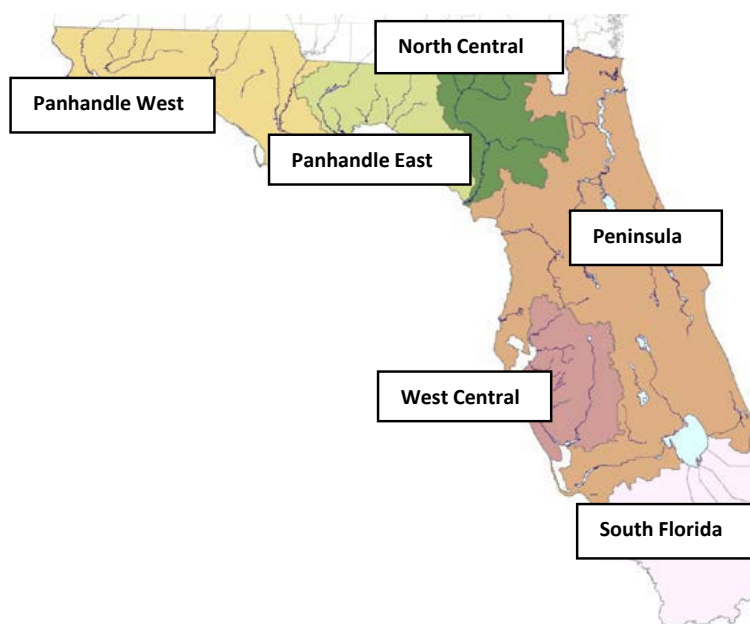 North Central
Panhandle West
Panhandle East
Peninsula
West Central
South Florida